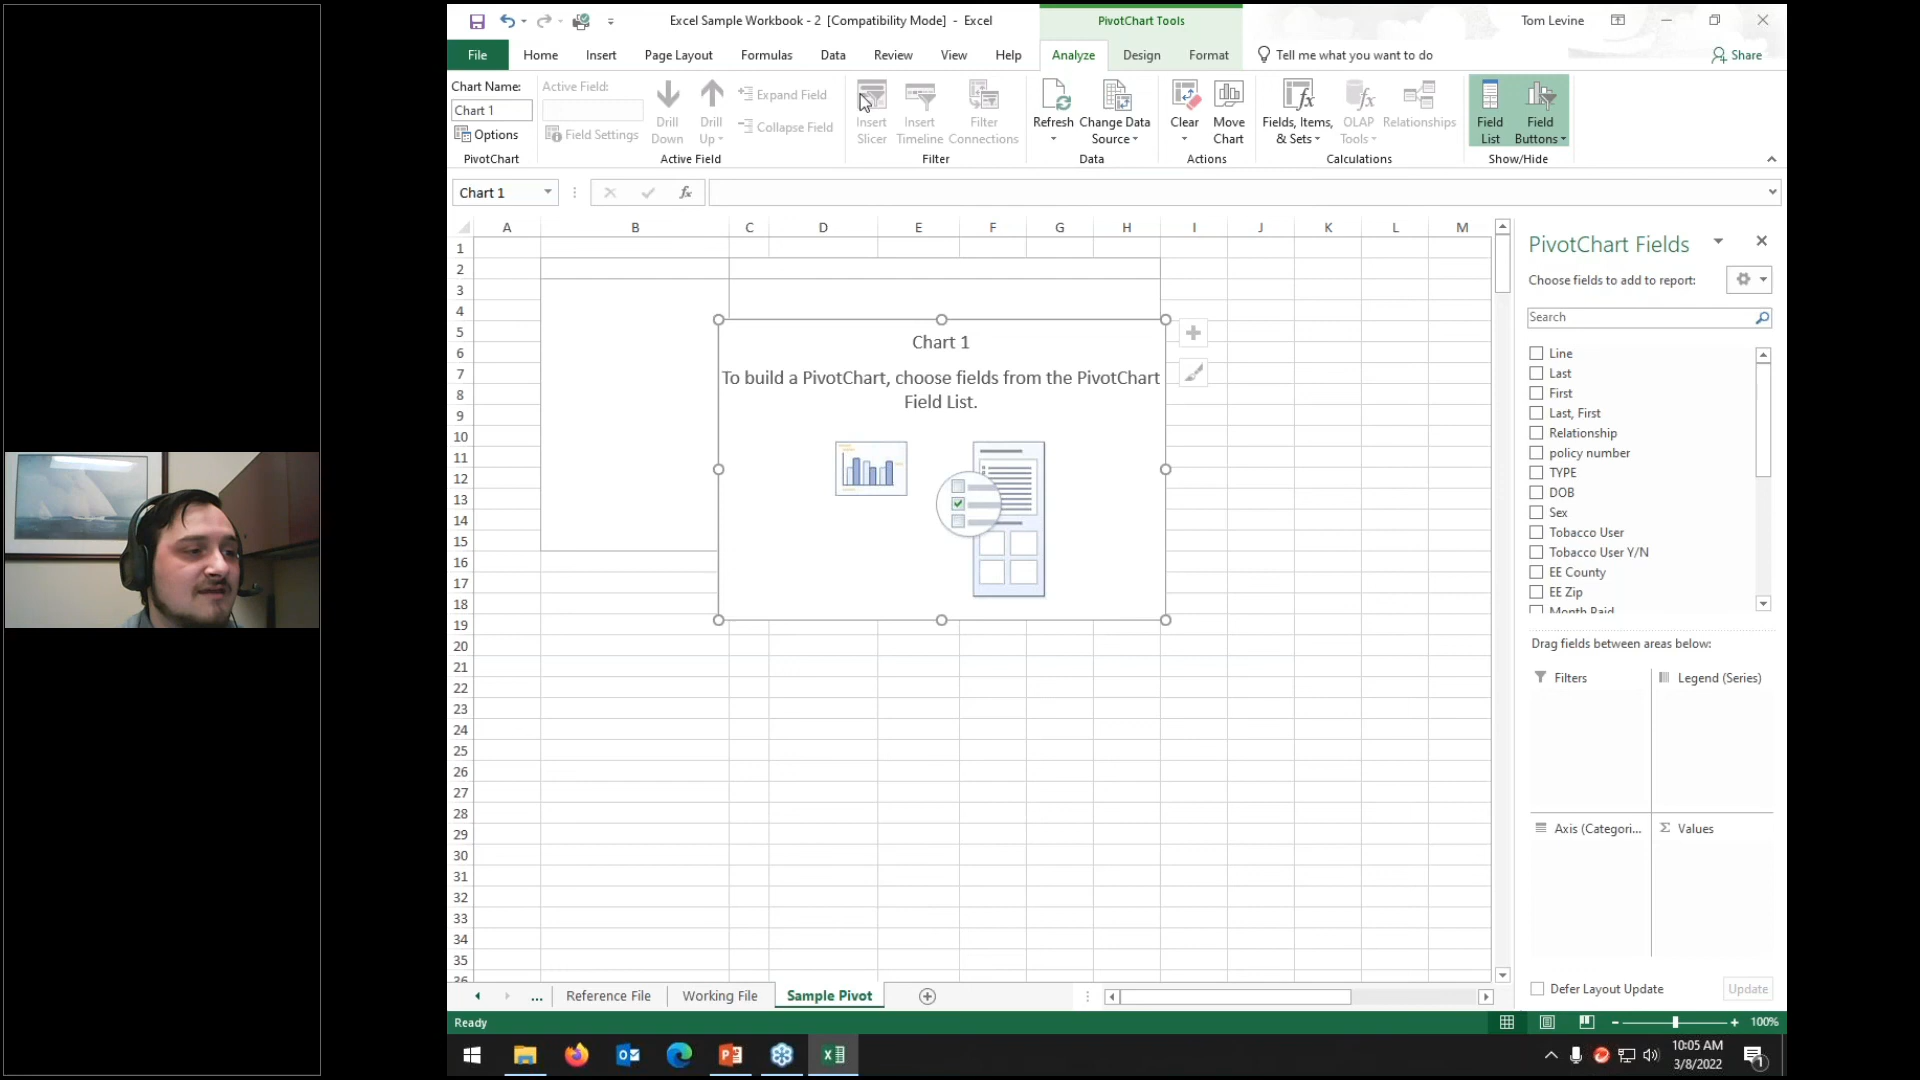 Excel Sample Workbook - 2 [Compatibility Mode] - Excel
PivotChart Tools
Tom Levine
File Home Insert Page Layout Formulas Data Review View Help Analyze Design Format Tell me what you want to do Share
Chart Name:
Chart 1
Options
PivotChart
Active Field:
Field Settings
Drill Down
Drill Up
Expand Field
Collapse Field
Active Field
Insert Slicer
Insert Timeline
Filter Connections
Filter
Refresh
Change Data Source
Data
Clear
Move Chart
Actions
Fields, Items, & Sets
OLAP Tools
Relationships
Calculations
Field List
Field Buttons
Show/Hide
Chart 1
fx
A B C D E F G H I J K L M
1
2
3
4
5
6
7
8
9
10
11
12
13
14
15
16
17
18
19
20
21
22
23
24
25
26
27
28
29
30
31
32
33
34
35
36
Chart 1
To build a PivotChart, choose fields from the PivotChart
Field List.
PivotChart Fields
Choose fields to add to report:
Search
Line
Last
First
Last, First
Relationship
policy number
TYPE
DOB
Sex
Tobacco User
Tobacco User Y/N
EE County
EE Zip
Month Paid
Drag fields between areas below:
Filters
Legend (Series)
Axis (Categori...
Σ Values
Defer Layout Update
Update
... Reference File Working File Sample Pivot
Ready
100%
10:05 AM
3/8/2022
1